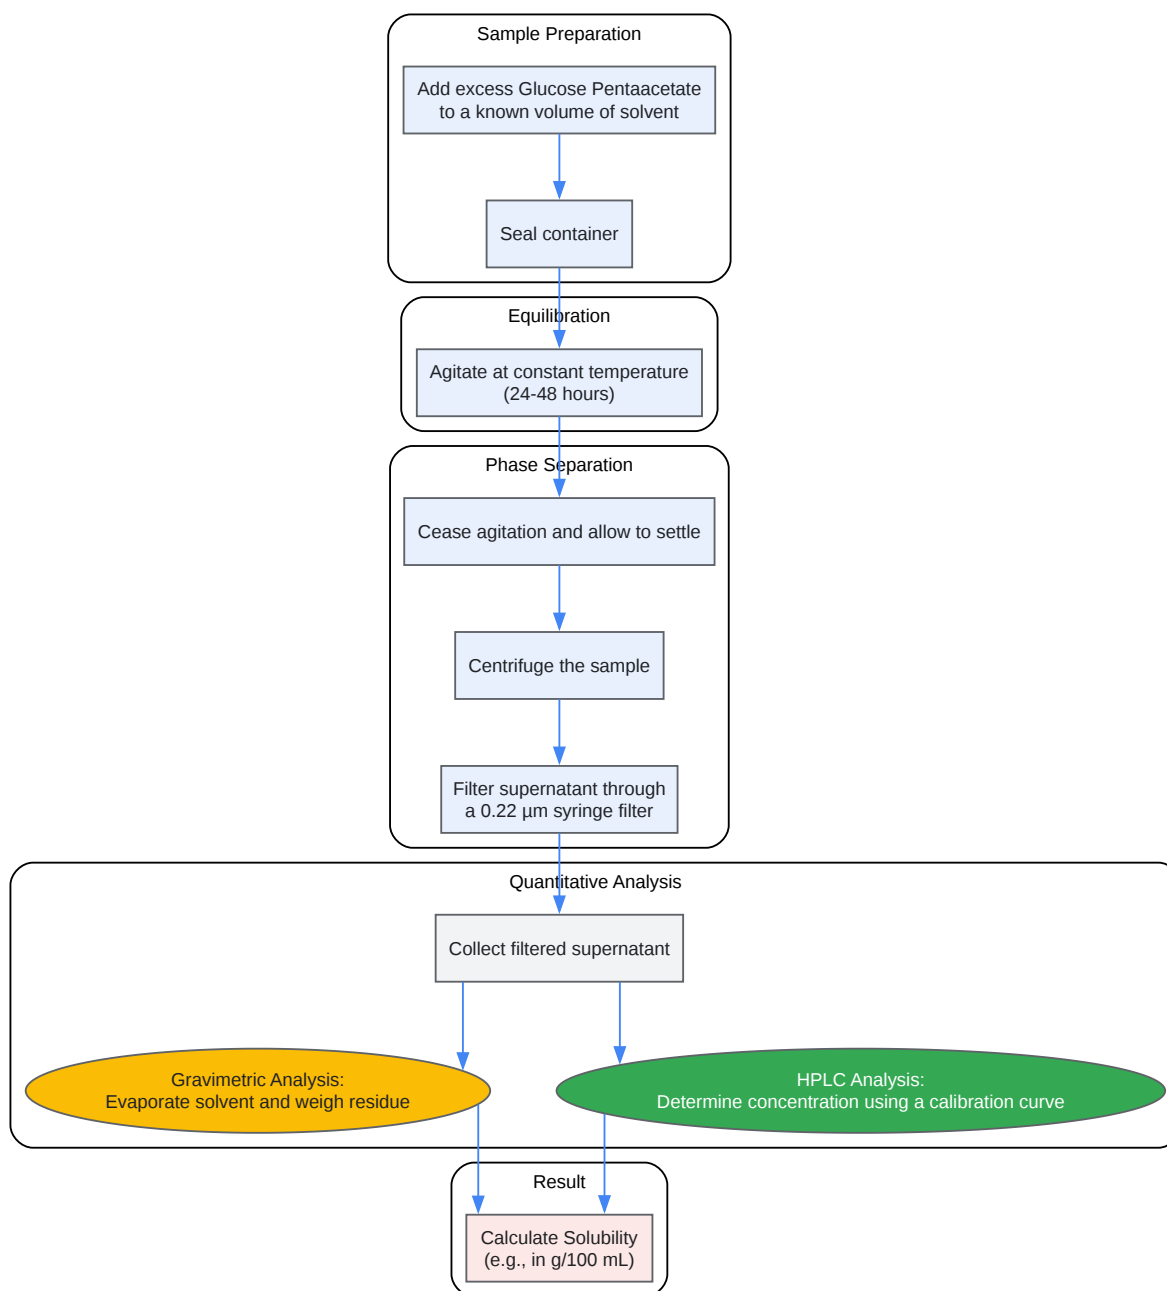 Sample Preparation
Add excess Glucose Pentaacetate
to a known volume of solvent
Seal container
Equilibration
Agitate at constant temperature
(24-48 hours)
Phase Separation
Cease agitation and allow to settle
Centrifuge the sample
Filter supernatant through
a 0.22 µm syringe filter
Quantitative Analysis
Collect filtered supernatant
Gravimetric Analysis:
Evaporate solvent and weigh residue
HPLC Analysis:
Determine concentration using a calibration curve
Result
Calculate Solubility
(e.g., in g/100 mL)